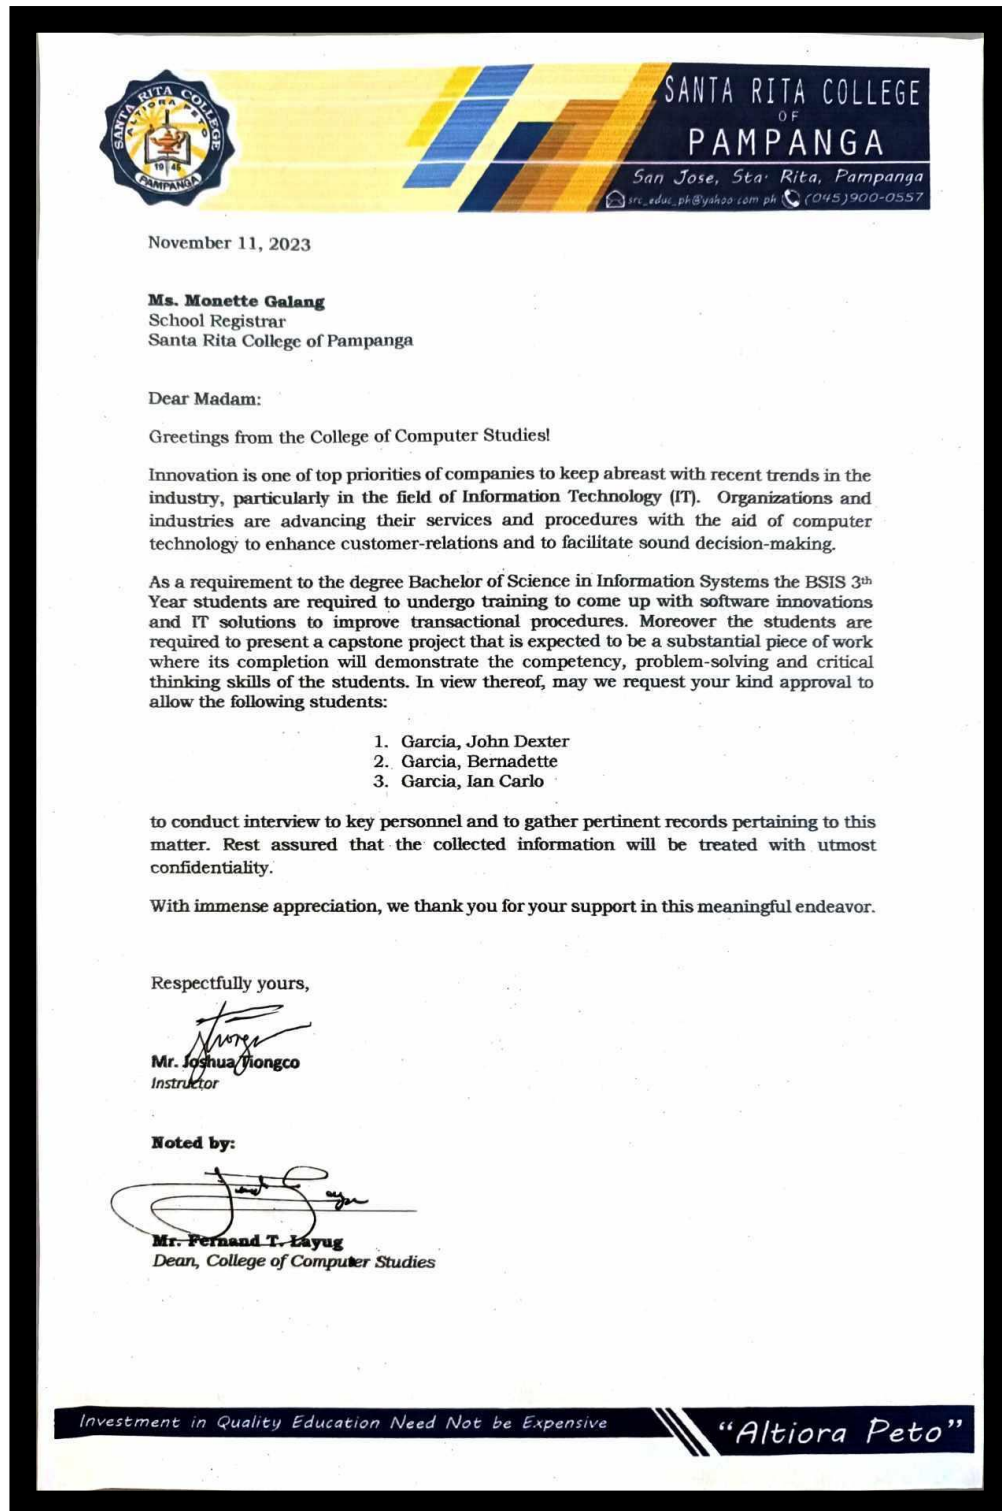 SANTA RITA COLLEGE
ALTIORA PETO
1945
PAMPANGA
SANTA RITA COLLEGE
OF
PAMPANGA
San Jose, Sta. Rita, Pampanga
src_educ_ph@yahoo.com.ph (045)900-0557
November 11, 2023
Ms. Monette Galang
School Registrar
Santa Rita College of Pampanga
Dear Madam:
Greetings from the College of Computer Studies!
Innovation is one of top priorities of companies to keep abreast with recent trends in the
industry, particularly in the field of Information Technology (IT). Organizations and
industries are advancing their services and procedures with the aid of computer
technology to enhance customer-relations and to facilitate sound decision-making.
As a requirement to the degree Bachelor of Science in Information Systems the BSIS 3th
Year students are required to undergo training to come up with software innovations
and IT solutions to improve transactional procedures. Moreover the students are
required to present a capstone project that is expected to be a substantial piece of work
where its completion will demonstrate the competency, problem-solving and critical
thinking skills of the students. In view thereof, may we request your kind approval to
allow the following students:
1. Garcia, John Dexter
2. Garcia, Bernadette
3. Garcia, Ian Carlo
to conduct interview to key personnel and to gather pertinent records pertaining to this
matter. Rest assured that the collected information will be treated with utmost
confidentiality.
With immense appreciation, we thank you for your support in this meaningful endeavor.
Respectfully yours,
Mr. Joshua Tiongco
Instructor
Noted by:
Mr. Fernand T. Layug
Dean, College of Computer Studies
Investment in Quality Education Need Not be Expensive
"Altiora Peto"